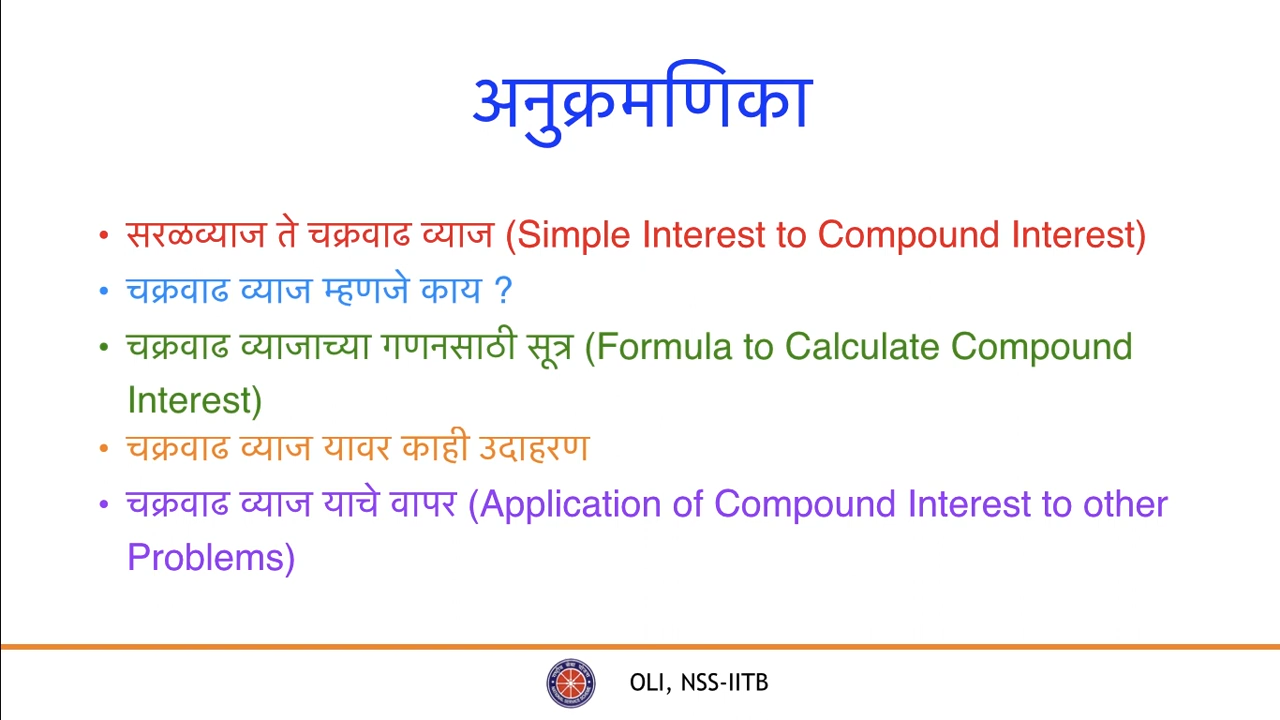 अनुक्रमणिका
• सरळव्याज ते चक्रवाढ व्याज (Simple Interest to Compound Interest)
• चक्रवाढ व्याज म्हणजे काय ?
• चक्रवाढ व्याजाच्या गणनसाठी सूत्र (Formula to Calculate Compound
Interest)
• चक्रवाढ व्याज यावर काही उदाहरण
• चक्रवाढ व्याज याचे वापर (Application of Compound Interest to other
Problems)
OLI, NSS-IITB